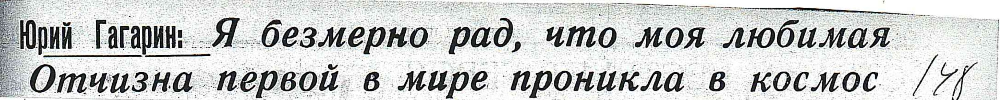 Юрий Гагарин: Я безмерно рад, что моя любимая
Отчизна первой в мире проникла в космос